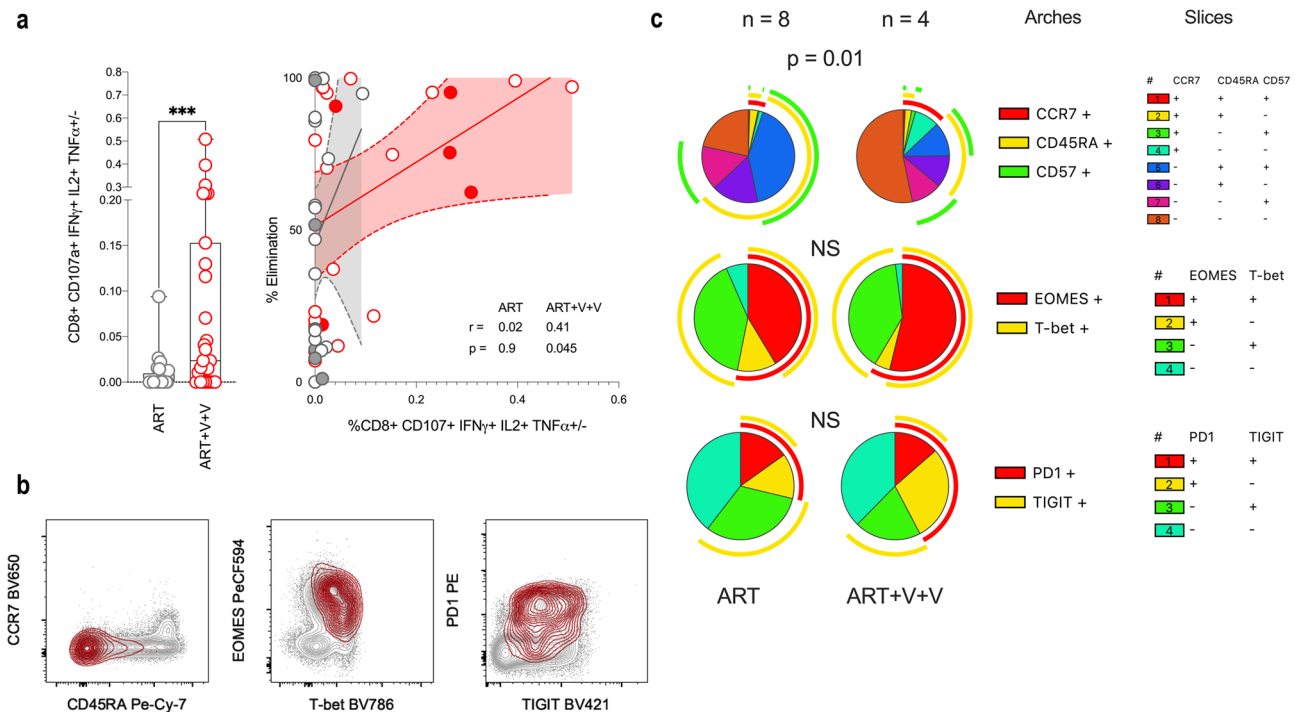 a
CD8+ CD107a+ IFNγ+ IL2+ TNFα+/-
0.8
0.7
0.6
0.5
0.4
0.3
0.20
0.15
0.10
0.05
0.00
***
ART
ART+V+V
% Elimination
100
50
0
ART ART+V+V
r = 0.02 0.41
p = 0.9 0.045
0.0 0.2 0.4 0.6
%CD8+ CD107+ IFNγ+ IL2+ TNFα+/-
b
CCR7 BV650
CD45RA Pe-Cy-7
EOMES PeCF594
T-bet BV786
PD1 PE
TIGIT BV421
c
n = 8 n = 4 Arches Slices
p = 0.01
CCR7 +
CD45RA +
CD57 +
# CCR7 CD45RA CD57
1 + + +
2 + + -
3 + - +
4 + - -
5 - + +
6 - + -
7 - - +
8 - - -
NS
EOMES +
T-bet +
# EOMES T-bet
1 + +
2 + -
3 - +
4 - -
NS
PD1 +
TIGIT +
# PD1 TIGIT
1 + +
2 + -
3 - +
4 - -
ART ART+V+V